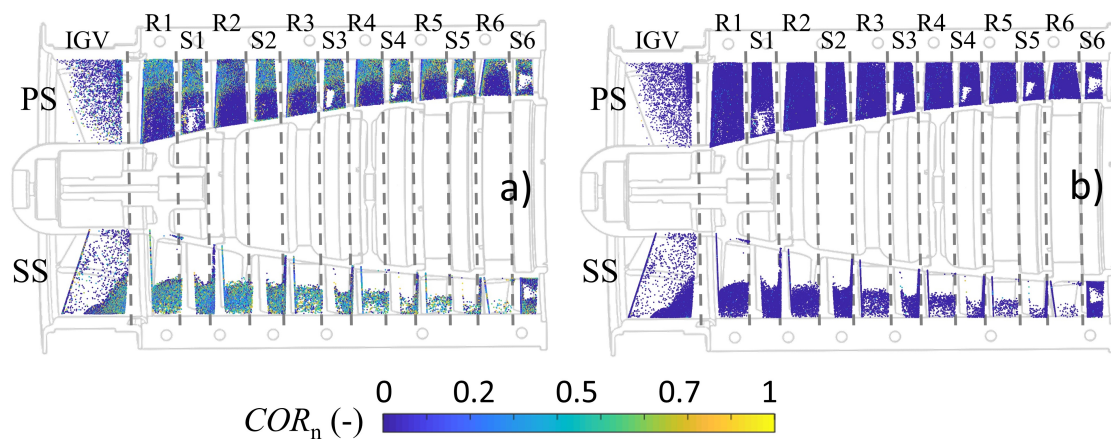 R1 R2 R3 R4 R5 R6
IGV S1 S2 S3 S4 S5 S6
PS
a)
SS
R1 R2 R3 R4 R5 R6
IGV S1 S2 S3 S4 S5 S6
PS
b)
SS
0 0.2 0.5 0.7 1
CORn (-)